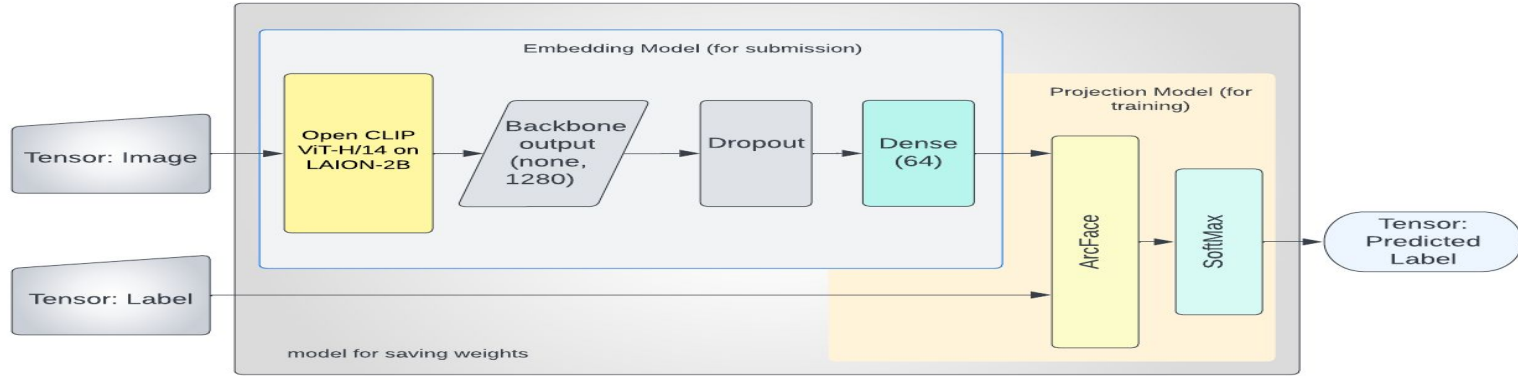 Embedding Model (for submission)
Projection Model (for
training)
Tensor: Image
Open CLIP
ViT-H/14 on
LAION-2B
Backbone
output
(none,
1280)
Dropout
Dense
(64)
ArcFace
SoftMax
Tensor:
Predicted
Label
Tensor: Label
model for saving weights